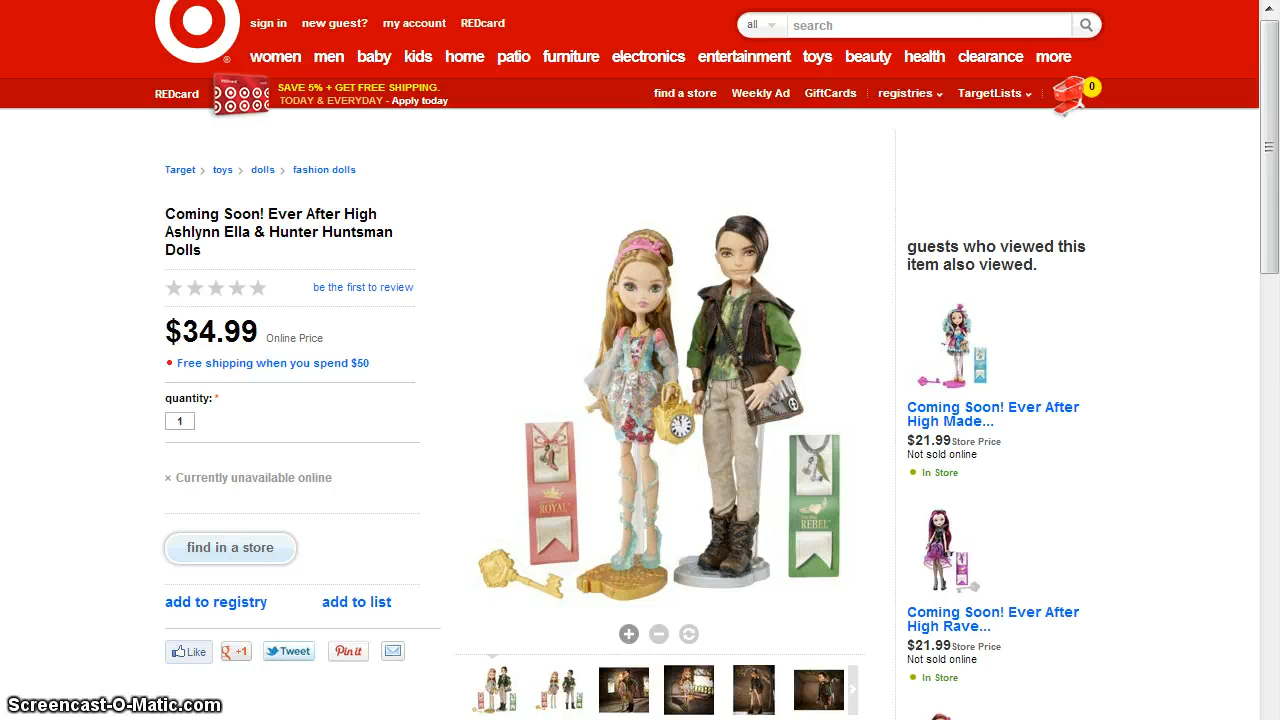 sign in new guest? my account REDcard
all search
women men baby kids home patio furniture electronics entertainment toys beauty health clearance more
REDcard
SAVE 5% + GET FREE SHIPPING.
TODAY & EVERYDAY - Apply today
find a store Weekly Ad GiftCards registries TargetLists 0
Target > toys > dolls > fashion dolls
Coming Soon! Ever After High
Ashlynn Ella & Hunter Huntsman
Dolls
be the first to review
$34.99 Online Price
Free shipping when you spend $50
quantity: *
1
× Currently unavailable online
find in a store
add to registry add to list
Like
+1
Tweet
Pin it
ROYAL
REBEL
guests who viewed this
item also viewed.
Coming Soon! Ever After
High Made...
$21.99 Store Price
Not sold online
In Store
Coming Soon! Ever After
High Rave...
$21.99 Store Price
Not sold online
In Store
Screencast-O-Matic.com